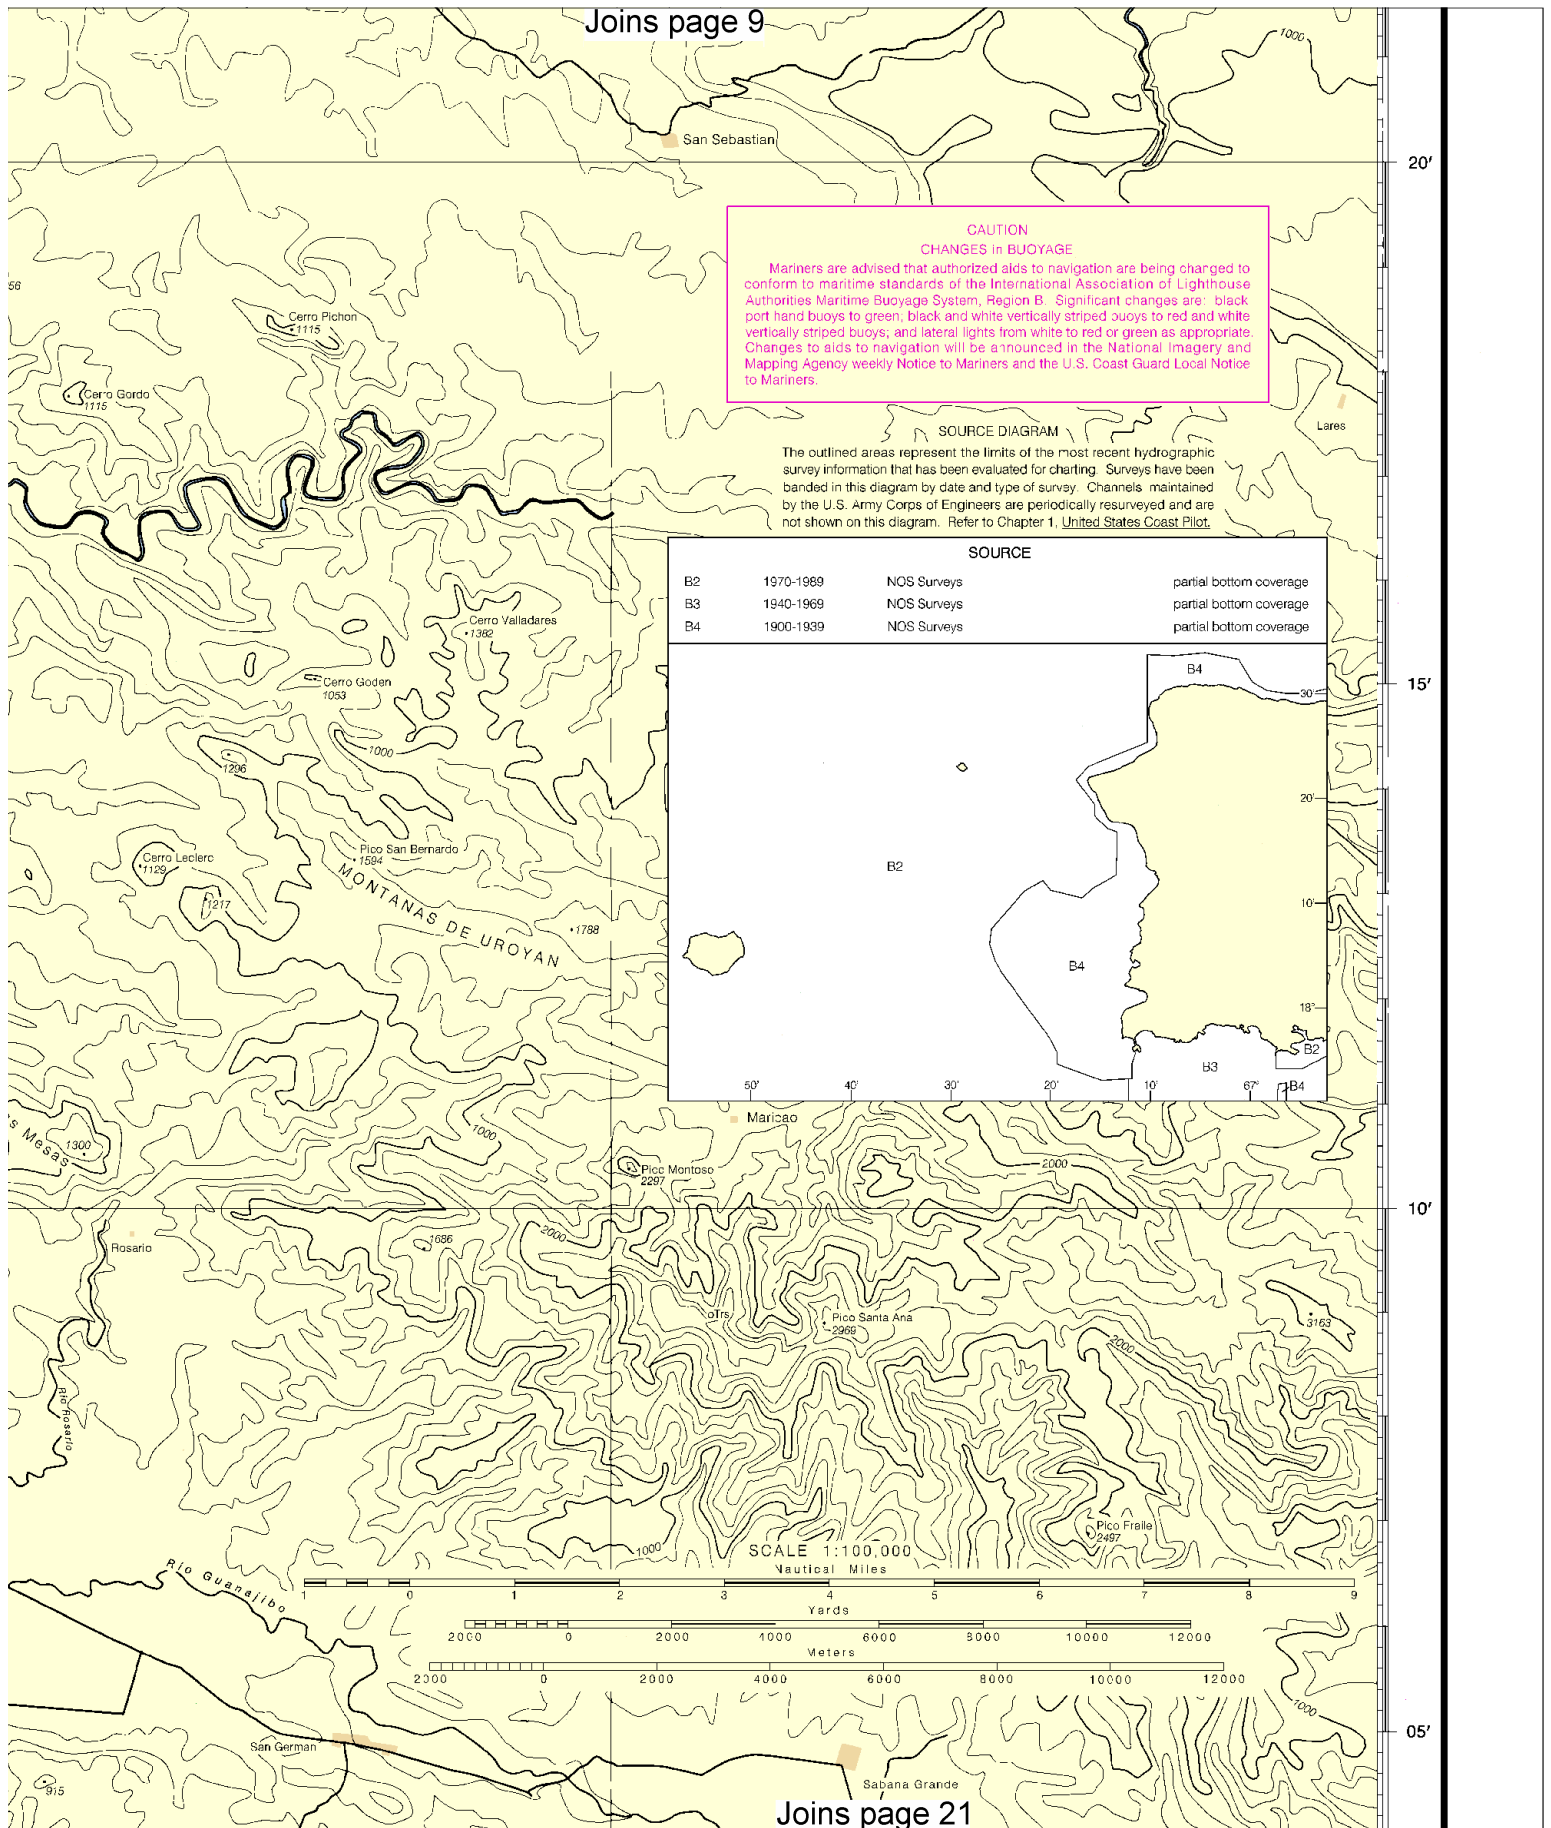 Joins page 9
1000
San Sebastian
20′
CAUTION
CHANGES in BUOYAGE
Mariners are advised that authorized aids to navigation are being changed to
conform to maritime standards of the International Association of Lighthouse
Authorities Maritime Buoyage System, Region B. Significant changes are: black
port hand buoys to green; black and white vertically striped buoys to red and white
vertically striped buoys; and lateral lights from white to red or green as appropriate.
Changes to aids to navigation will be announced in the National Imagery and
Mapping Agency weekly Notice to Mariners and the U.S. Coast Guard Local Notice
to Mariners.
56
Cerro Pichon
1115
Cerro Gordo
1115
Lares
SOURCE DIAGRAM
The outlined areas represent the limits of the most recent hydrographic
survey information that has been evaluated for charting. Surveys have been
banded in this diagram by date and type of survey. Channels maintained
by the U.S. Army Corps of Engineers are periodically resurveyed and are
not shown on this diagram. Refer to Chapter 1, United States Coast Pilot.
SOURCE
B2 1970-1989 NOS Surveys partial bottom coverage
B3 1940-1969 NOS Surveys partial bottom coverage
B4 1900-1939 NOS Surveys partial bottom coverage
Cerro Valladares
1382
Cerro Goden
1053
15′
B4
30′
1000
1296
20′
Pico San Bernardo
1594
Cerro Leclerc
1129
B2
1217
MONTANAS DE UROYAN
1788
10′
B4
18°
B2
B3
B4
50′ 40′ 30′ 20′ 10′ 67°
Maricao
1000
s Mesas
1300
2000
Pico Montoso
2297
10′
Rosario
2000
1686
oTrs
Pico Santa Ana
2969
3163
2000
Rio Rosario
Pico Fraile
2497
1000
SCALE 1:100,000
Nautical Miles
1 0 1 2 3 4 5 6 7 8 9
Yards
2000 0 2000 4000 6000 8000 10000 12000
Meters
2000 0 2000 4000 6000 8000 10000 12000
Rio Guanajibo
1000
05′
San German
915
Sabana Grande
Joins page 21